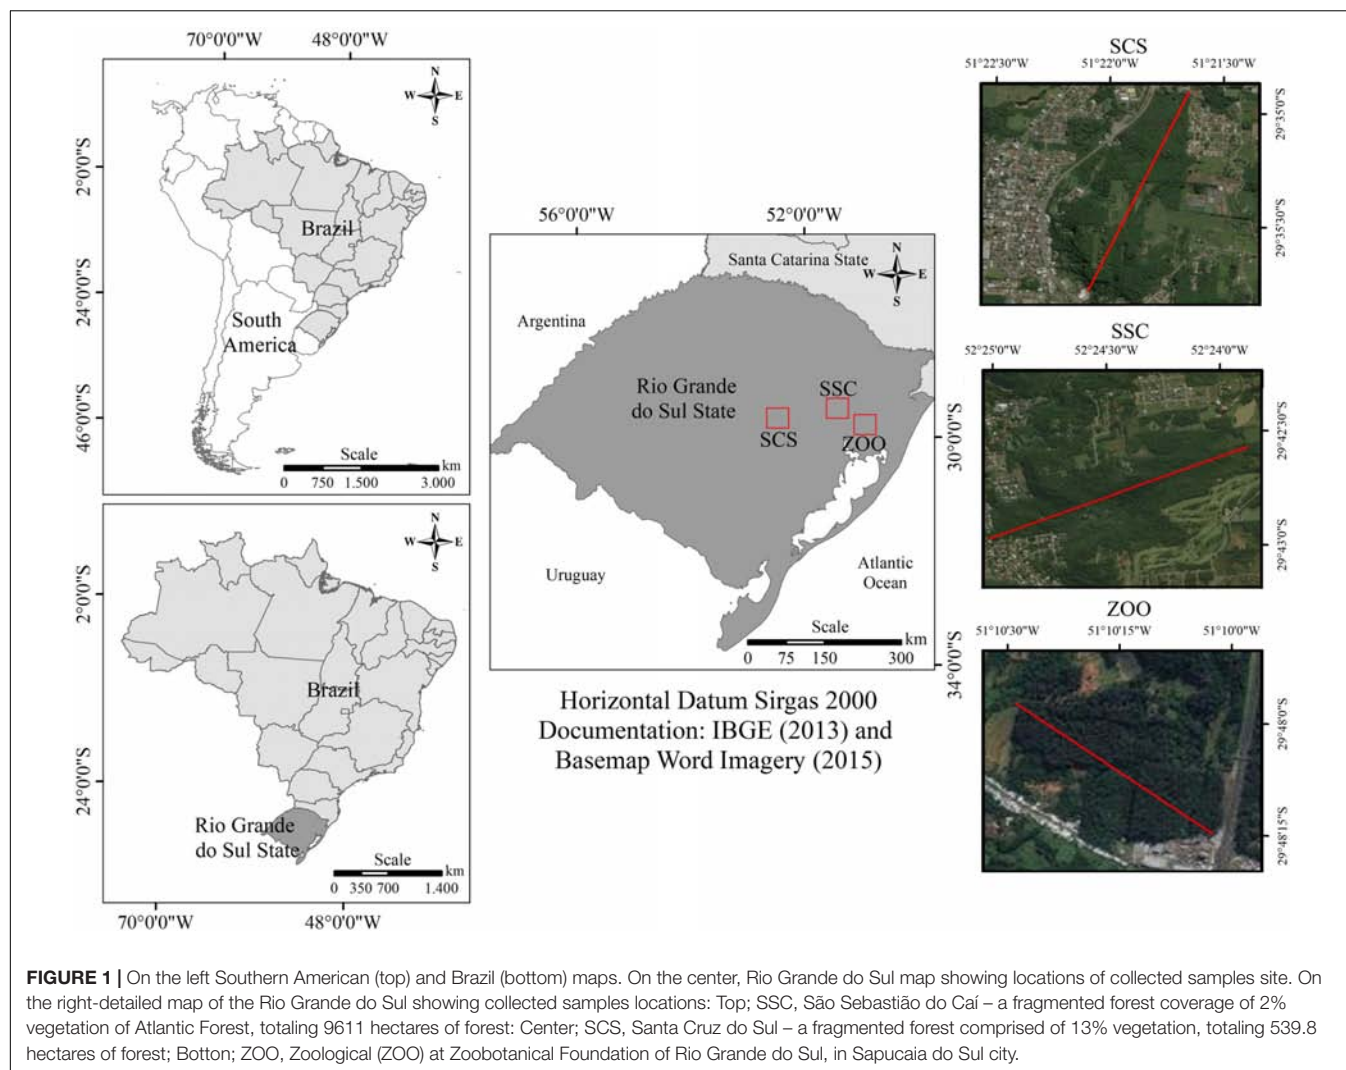 70°0'0"W 48°0'0"W
N
W E
S
2°0'0"S
24°0'0"S
46°0'0"S
Brazil
South
America
Scale
km
0 750 1.500 3.000
N
W E
S
2°0'0"S
24°0'0"S
Brazil
Rio Grande
do Sul State
Scale
km
0 350 700 1.400
70°0'0"W 48°0'0"W
56°0'0"W 52°0'0"W
Santa Catarina State
N
W E
S
Argentina
Rio Grande
do Sul State
SSC
SCS
ZOO
30°0'0"S
Uruguay
Atlantic
Ocean
Scale
km
0 75 150 300
34°0'0"S
Horizontal Datum Sirgas 2000
Documentation: IBGE (2013) and
Basemap Word Imagery (2015)
SCS
51°22'30"W 51°22'0"W 51°21'30"W
29°35'0"S
29°35'30"S
SSC
52°25'0"W 52°24'30"W 52°24'0"W
29°42'30"S
29°43'0"S
ZOO
51°10'30"W 51°10'15"W 51°10'0"W
29°48'0"S
29°48'15"S
FIGURE 1 | On the left Southern American (top) and Brazil (bottom) maps. On the center, Rio Grande do Sul map showing locations of collected samples site. On
the right-detailed map of the Rio Grande do Sul showing collected samples locations: Top; SSC, São Sebastião do Caí – a fragmented forest coverage of 2%
vegetation of Atlantic Forest, totaling 9611 hectares of forest: Center; SCS, Santa Cruz do Sul – a fragmented forest comprised of 13% vegetation, totaling 539.8
hectares of forest; Botton; ZOO, Zoological (ZOO) at Zoobotanical Foundation of Rio Grande do Sul, in Sapucaia do Sul city.